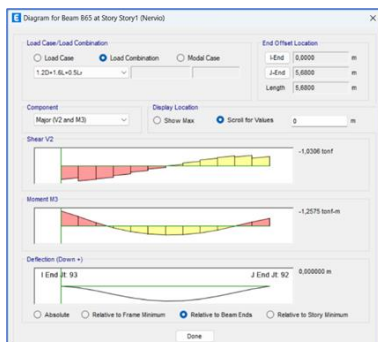 Diagram for Beam 865 at Story Story1 (Nervio)
Load Case/Load Combination
Load Case Load Combination Modal Case
1.2D+1.6L+0.5Lr
End Offset Location
I-End 0,0000 m
J-End 5,6800 m
Length 5,6800 m
Component
Major (V2 and M3)
Display Location
Show Max Scroll for Values 0 m
Shear V2
-1,0396 tonf
Moment M3
-1,2575 tonf-m
Deflection (Down +)
I End Jt: 93 J End Jt: 92 0,000000 m
Absolute Relative to Frame Minimum Relative to Beam Ends Relative to Story Minimum
Done